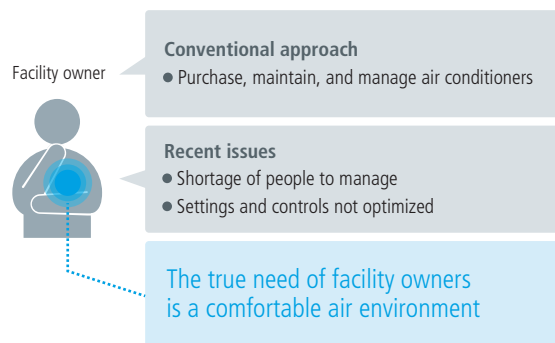 Facility owner
Conventional approach
● Purchase, maintain, and manage air conditioners
Recent issues
● Shortage of people to manage
● Settings and controls not optimized
The true need of facility owners
is a comfortable air environment